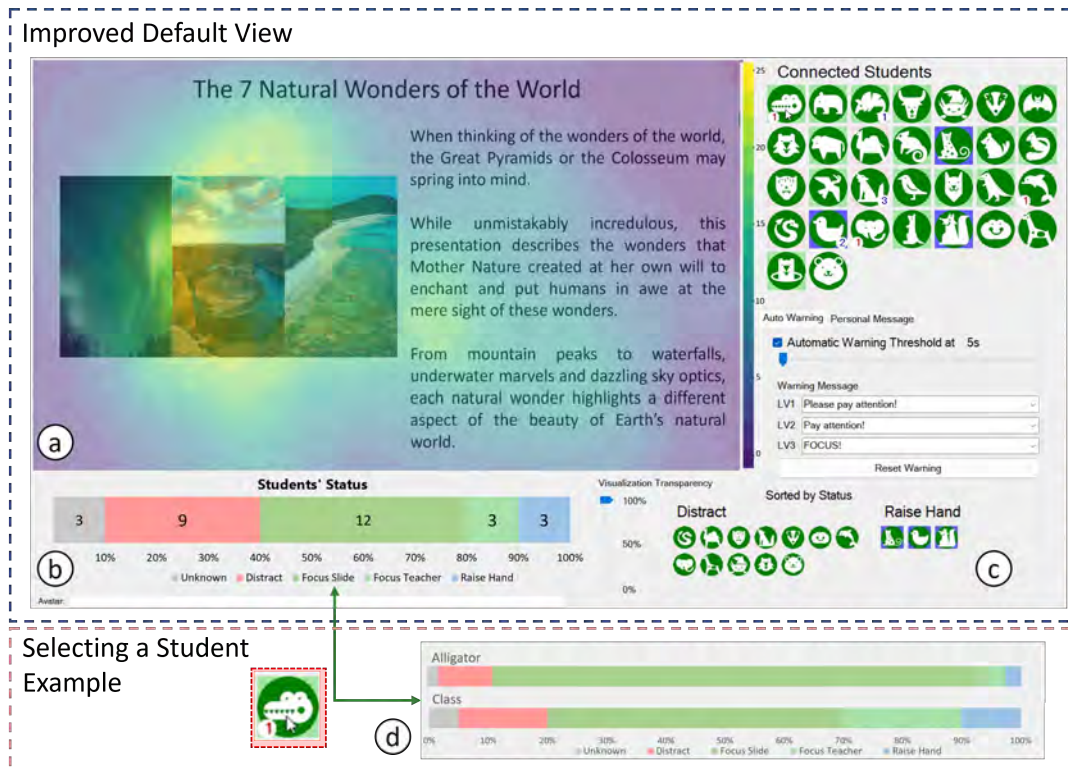 Improved Default View
The 7 Natural Wonders of the World
When thinking of the wonders of the world,
the Great Pyramids or the Colosseum may
spring into mind.
While unmistakably incredulous, this
presentation describes the wonders that
Mother Nature created at her own will to
enchant and put humans in awe at the
mere sight of these wonders.
From mountain peaks to waterfalls,
underwater marvels and dazzling sky optics,
each natural wonder highlights a different
aspect of the beauty of Earth's natural
world.
a
25
20
15
10
5
0
Connected Students
1
1
3
1
2
1
Auto Warning Personal Message
Automatic Warning Threshold at 5s
Warning Message
LV1 Please pay attention!
LV2 Pay attention!
LV3 FOCUS!
Reset Warning
Students' Status
3 9 12 3 3
10% 20% 30% 40% 50% 60% 70% 80% 90% 100%
Unknown Distract Focus Slide Focus Teacher Raise Hand
b
Avatar:
Visualization Transparency
100%
50%
0%
Sorted by Status
Distract Raise Hand
c
Selecting a Student
Example
1
d
Alligator
Class
0% 10% 20% 30% 40% 50% 60% 70% 80% 90% 100%
Unknown Distract Focus Slide Focus Teacher Raise Hand